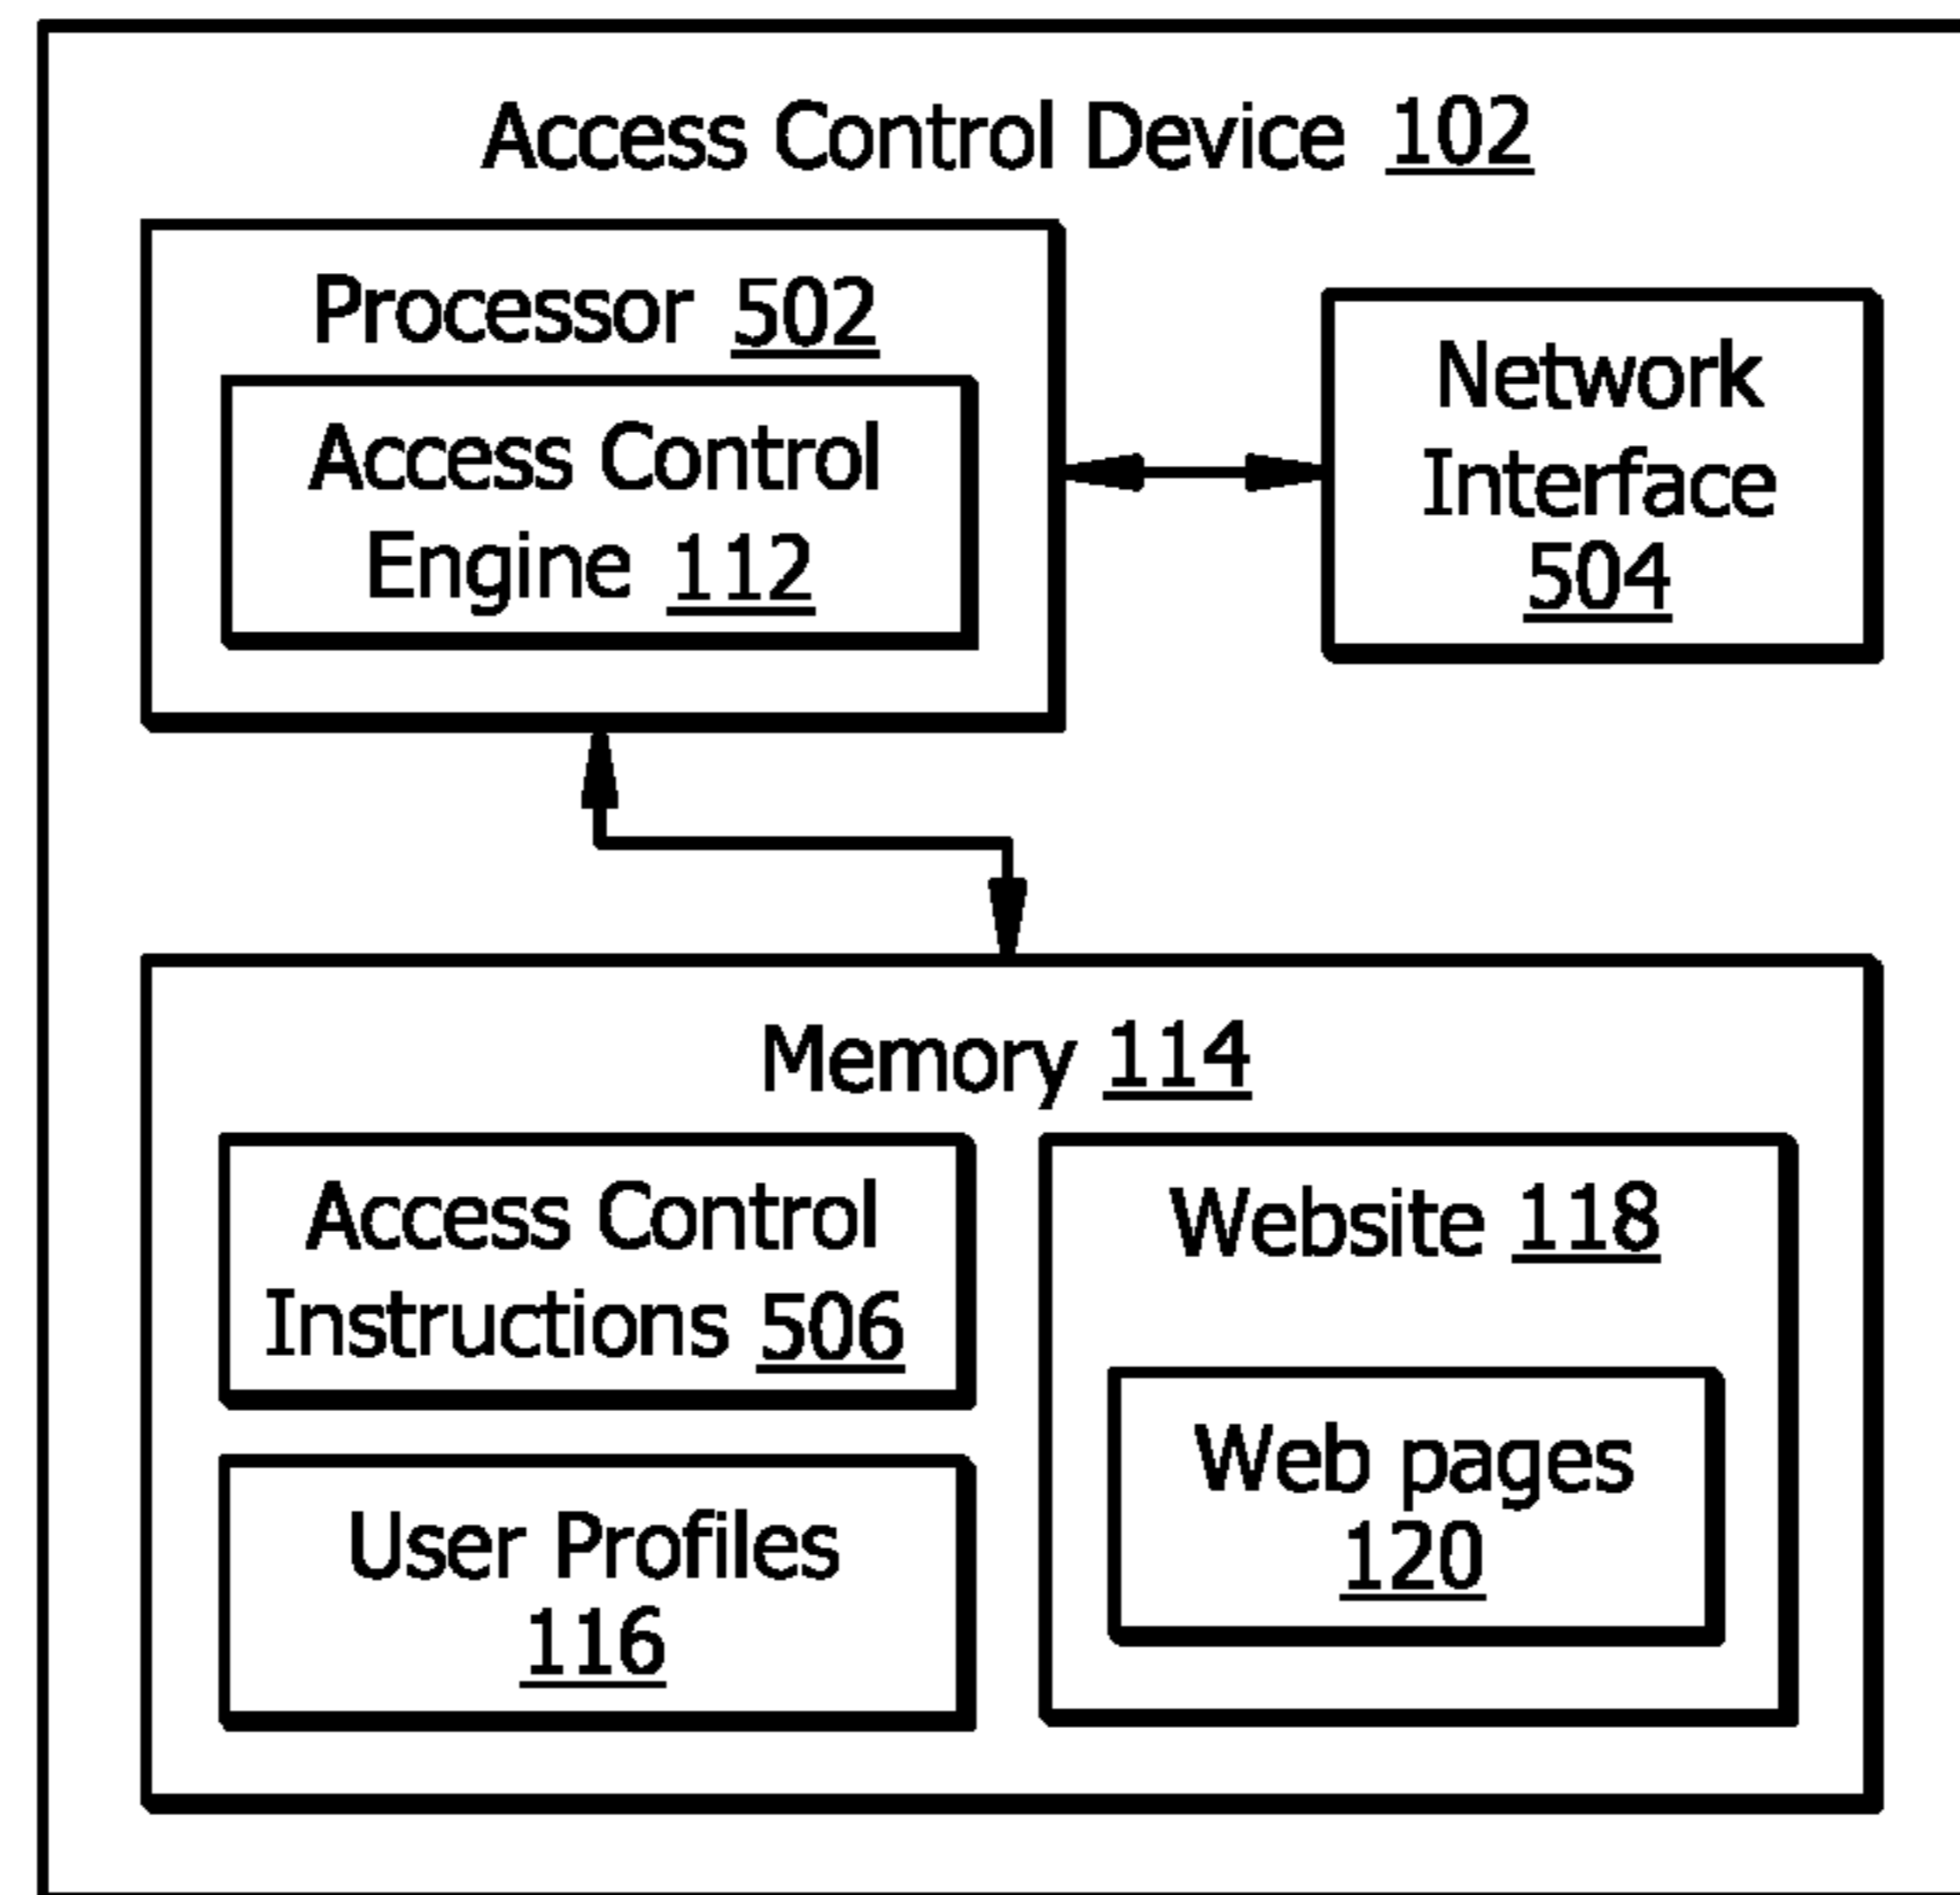 Access Control Device 102
Processor 502
Access Control
Engine 112
Network
Interface
504
Memory 114
Access Control
Instructions 506
User Profiles
116
Website 118
Web pages
120